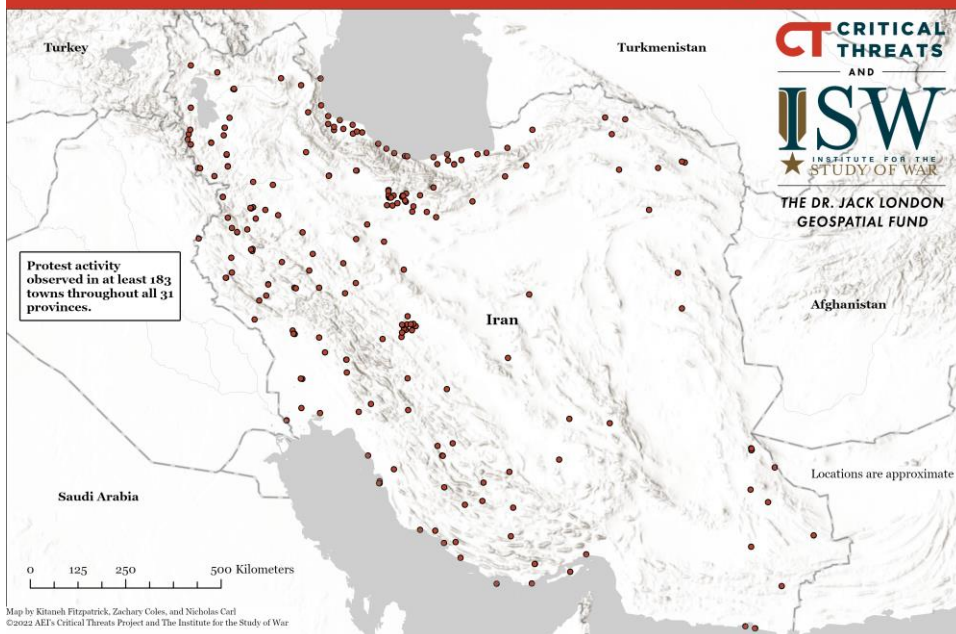 Turkey
Turkmenistan
CT CRITICAL
THREATS
AND
ISW
INSTITUTE FOR THE
STUDY OF WAR
THE DR. JACK LONDON
GEOSPATIAL FUND
Protest activity
observed in at least 183
towns throughout all 31
provinces.
Iran
Afghanistan
Saudi Arabia
Locations are approximate
0 125 250 500 Kilometers
Map by Kitaneh Fitzpatrick, Zachary Coles, and Nicholas Carl
©2022 AEI's Critical Threats Project and The Institute for the Study of War